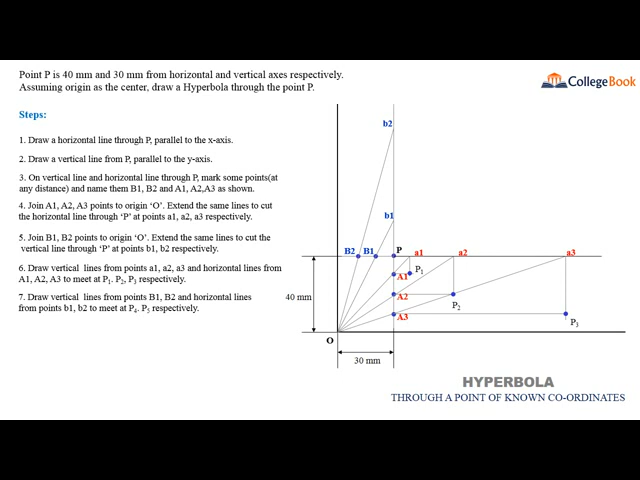 Point P is 40 mm and 30 mm from horizontal and vertical axes respectively.
Assuming origin as the center, draw a Hyperbola through the point P.
CollegeBook
Steps:
1. Draw a horizontal line through P, parallel to the x-axis.
2. Draw a vertical line from P, parallel to the y-axis.
3. On vertical line and horizontal line through P, mark some points(at
any distance) and name them B1, B2 and A1, A2,A3 as shown.
4. Join A1, A2, A3 points to origin ‘O’. Extend the same lines to cut
the horizontal line through ‘P’ at points a1, a2, a3 respectively.
5. Join B1, B2 points to origin ‘O’. Extend the same lines to cut the
vertical line through ‘P’ at points b1, b2 respectively.
6. Draw vertical lines from points a1, a2, a3 and horizontal lines from
A1, A2, A3 to meet at P₁. P₂, P₃ respectively.
7. Draw vertical lines from points B1, B2 and horizontal lines
from points b1, b2 to meet at P₄. P₅ respectively.
b2
b1
B2 B1 P a1 a2 a3
A1 P₁
A2 P₂
A3 P₃
40 mm
O
30 mm
HYPERBOLA
THROUGH A POINT OF KNOWN CO-ORDINATES